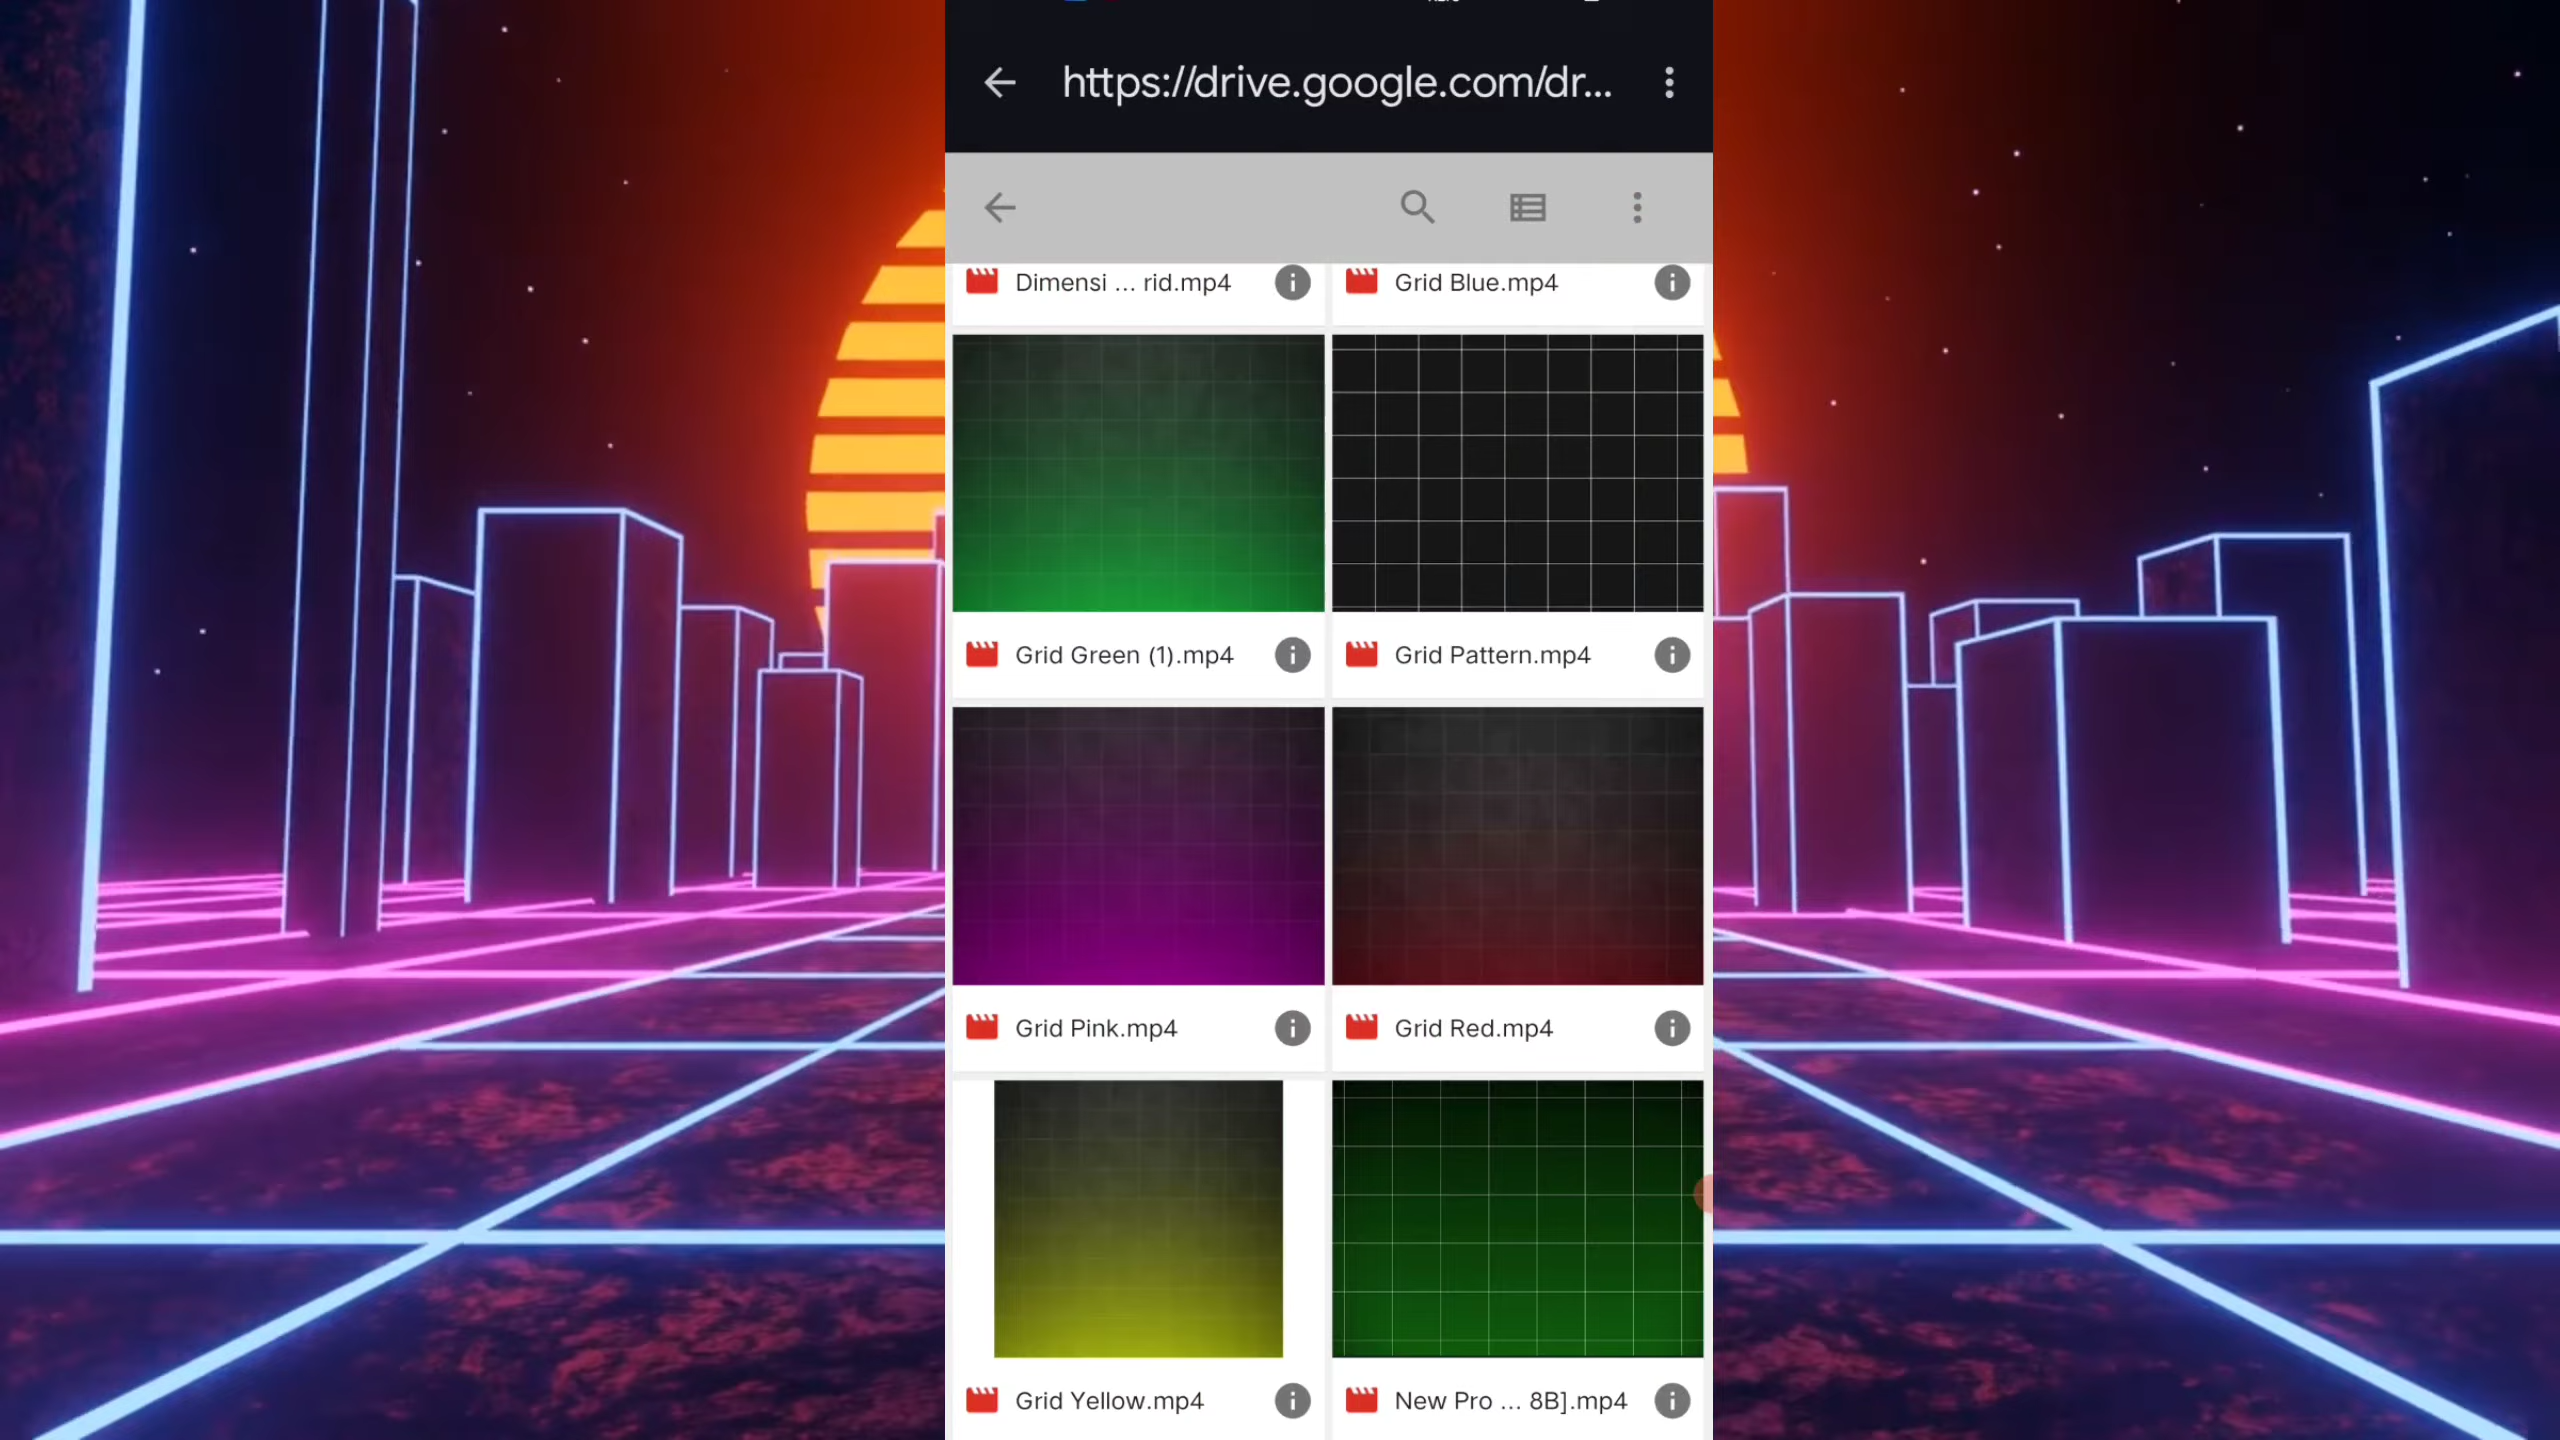 https://drive.google.com/dr...
Dimensi ... rid.mp4
Grid Blue.mp4
Grid Green (1).mp4
Grid Pattern.mp4
Grid Pink.mp4
Grid Red.mp4
Grid Yellow.mp4
New Pro ... 8B].mp4